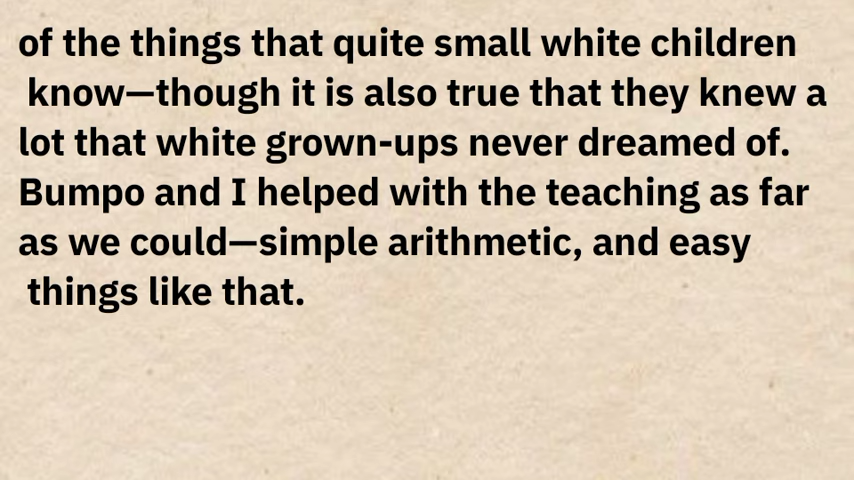 of the things that quite small white children
know—though it is also true that they knew a
lot that white grown-ups never dreamed of.
Bumpo and I helped with the teaching as far
as we could—simple arithmetic, and easy
things like that.